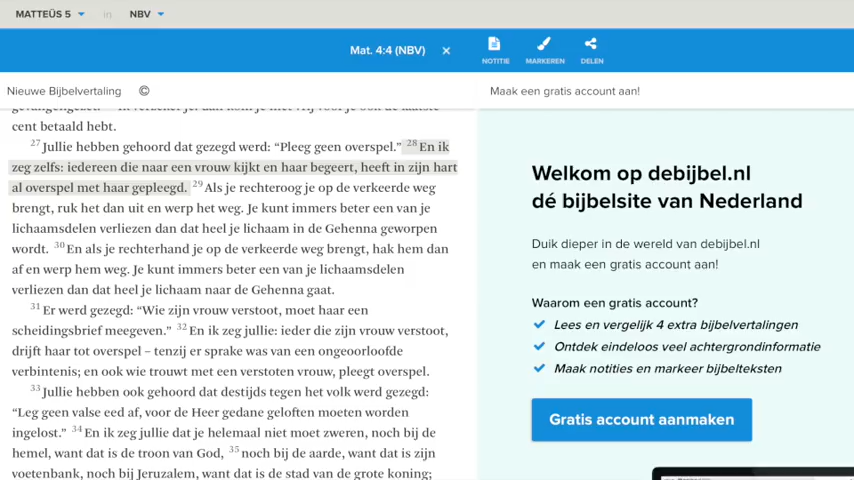 MATTEÜS 5 in NBV
Mat. 4:4 (NBV) × NOTITIE MARKEREN DELEN
Nieuwe Bijbelvertaling ©
cent betaald hebt.
27 Jullie hebben gehoord dat gezegd werd: “Pleeg geen overspel.” 28 En ik
zeg zelfs: iedereen die naar een vrouw kijkt en haar begeert, heeft in zijn hart
al overspel met haar gepleegd. 29 Als je rechteroog je op de verkeerde weg
brengt, ruk het dan uit en werp het weg. Je kunt immers beter een van je
lichaamsdelen verliezen dan dat heel je lichaam in de Gehenna geworpen
wordt. 30 En als je rechterhand je op de verkeerde weg brengt, hak hem dan
af en werp hem weg. Je kunt immers beter een van je lichaamsdelen
verliezen dan dat heel je lichaam naar de Gehenna gaat.
31 Er werd gezegd: “Wie zijn vrouw verstoot, moet haar een
scheidingsbrief meegeven.” 32 En ik zeg jullie: ieder die zijn vrouw verstoot,
drijft haar tot overspel – tenzij er sprake was van een ongeoorloofde
verbintenis; en ook wie trouwt met een verstoten vrouw, pleegt overspel.
33 Jullie hebben ook gehoord dat destijds tegen het volk werd gezegd:
“Leg geen valse eed af, voor de Heer gedane geloften moeten worden
ingelost.” 34 En ik zeg jullie dat je helemaal niet moet zweren, noch bij de
hemel, want dat is de troon van God, 35 noch bij de aarde, want dat is zijn
voetenbank, noch bij Jeruzalem, want dat is de stad van de grote koning;
Maak een gratis account aan!
Welkom op debijbel.nl
dé bijbelsite van Nederland
Duik dieper in de wereld van debijbel.nl
en maak een gratis account aan!
Waarom een gratis account?
Lees en vergelijk 4 extra bijbelvertalingen
Ontdek eindeloos veel achtergrondinformatie
Maak notities en markeer bijbelteksten
Gratis account aanmaken